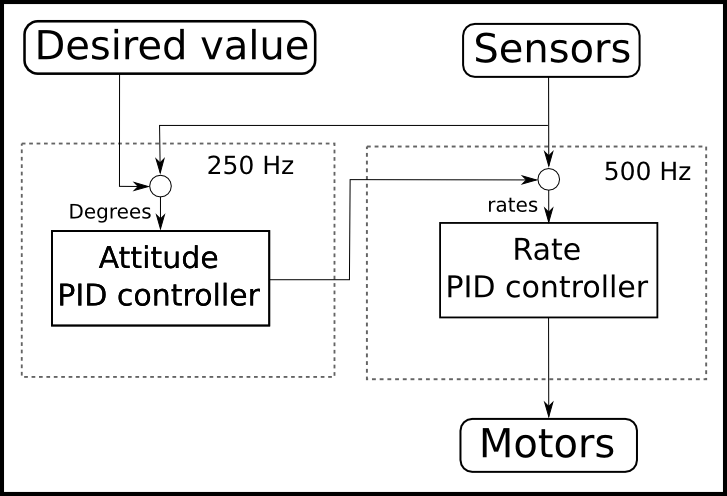 Desired value
Sensors
250 Hz
500 Hz
Degrees
rates
Attitude
PID controller
Rate
PID controller
Motors